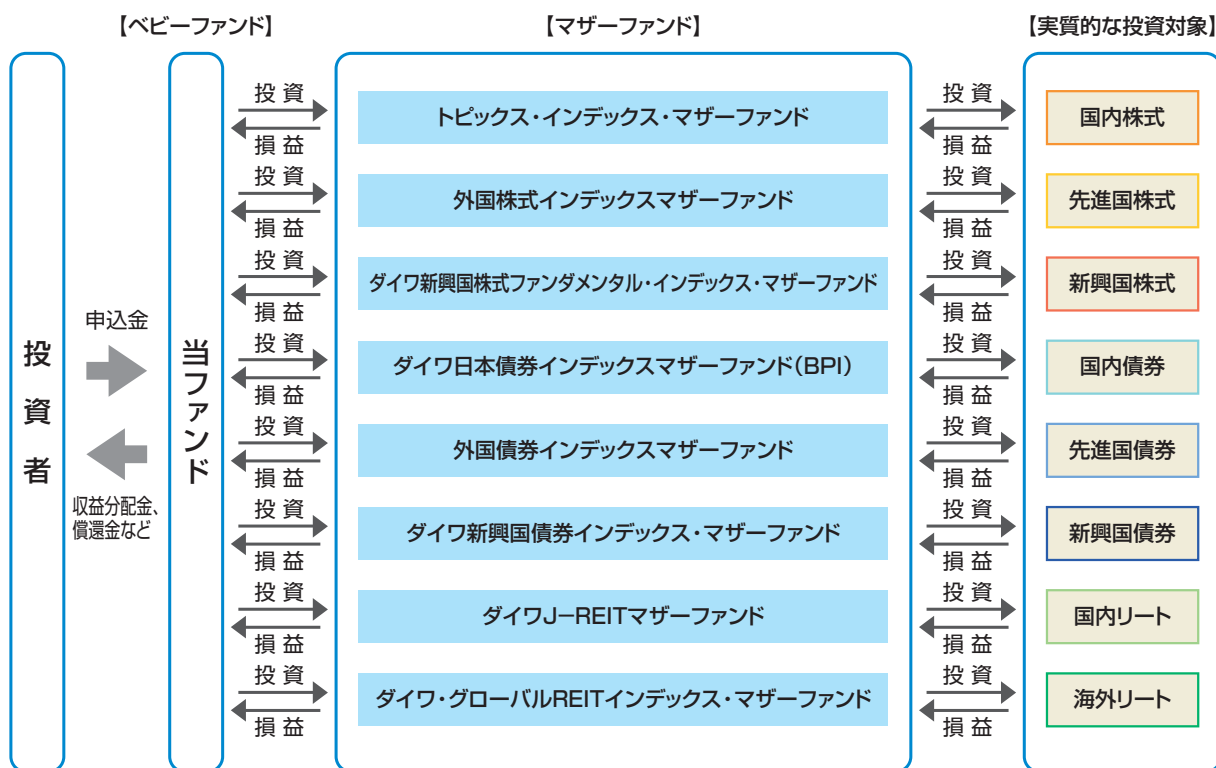 【ベビーファンド】
【マザーファンド】
【実質的な投資対象】
投資者
申込金
収益分配金、
償還金など
当ファンド
投資
損益
トピックス・インデックス・マザーファンド
投資
損益
国内株式
投資
損益
外国株式インデックスマザーファンド
投資
損益
先進国株式
投資
損益
ダイワ新興国株式ファンダメンタル・インデックス・マザーファンド
投資
損益
新興国株式
投資
損益
ダイワ日本債券インデックスマザーファンド(BPI)
投資
損益
国内債券
投資
損益
外国債券インデックスマザーファンド
投資
損益
先進国債券
投資
損益
ダイワ新興国債券インデックス・マザーファンド
投資
損益
新興国債券
投資
損益
ダイワJ−REITマザーファンド
投資
損益
国内リート
投資
損益
ダイワ・グローバルREITインデックス・マザーファンド
投資
損益
海外リート